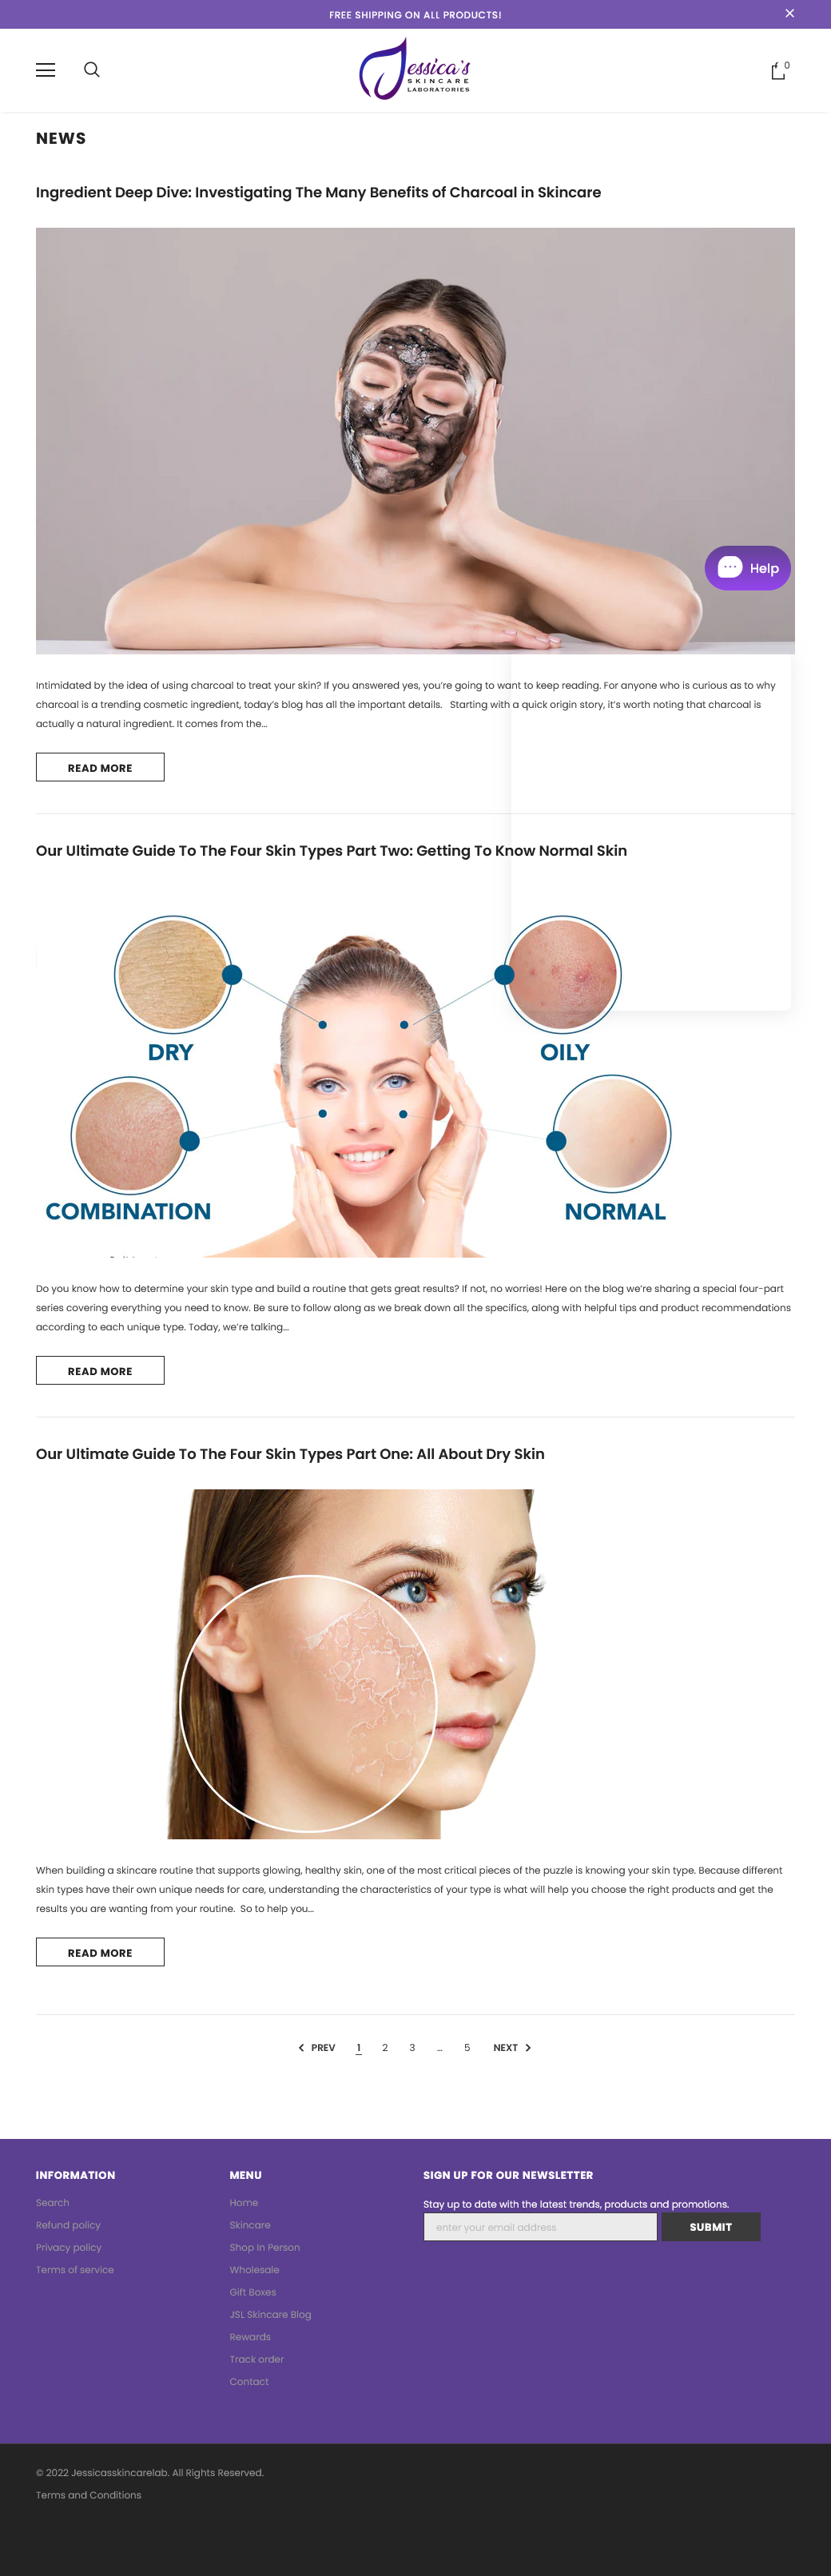 FREE SHIPPING ON ALL PRODUCTS!
Jessica's
SKINCARE
LABORATORIES
0
NEWS
Ingredient Deep Dive: Investigating The Many Benefits of Charcoal in Skincare
Help
Intimidated by the idea of using charcoal to treat your skin? If you answered yes, you’re going to want to keep reading. For anyone who is curious as to why
charcoal is a trending cosmetic ingredient, today’s blog has all the important details.   Starting with a quick origin story, it’s worth noting that charcoal is
actually a natural ingredient. It comes from the...
READ MORE
Our Ultimate Guide To The Four Skin Types Part Two: Getting To Know Normal Skin
DRY
OILY
COMBINATION
NORMAL
Do you know how to determine your skin type and build a routine that gets great results? If not, no worries! Here on the blog we’re sharing a special four-part
series covering everything you need to know. Be sure to follow along as we break down all the specifics, along with helpful tips and product recommendations
according to each unique type. Today, we’re talking...
READ MORE
Our Ultimate Guide To The Four Skin Types Part One: All About Dry Skin
When building a skincare routine that supports glowing, healthy skin, one of the most critical pieces of the puzzle is knowing your skin type. Because different
skin types have their own unique needs for care, understanding the characteristics of your type is what will help you choose the right products and get the
results you are wanting from your routine.  So to help you...
READ MORE
PREV 1 2 3 … 5 NEXT
INFORMATION
Search
Refund policy
Privacy policy
Terms of service
MENU
Home
Skincare
Shop In Person
Wholesale
Gift Boxes
JSL Skincare Blog
Rewards
Track order
Contact
SIGN UP FOR OUR NEWSLETTER
Stay up to date with the latest trends, products and promotions.
enter your email address
SUBMIT
© 2022 Jessicasskincarelab. All Rights Reserved.
Terms and Conditions